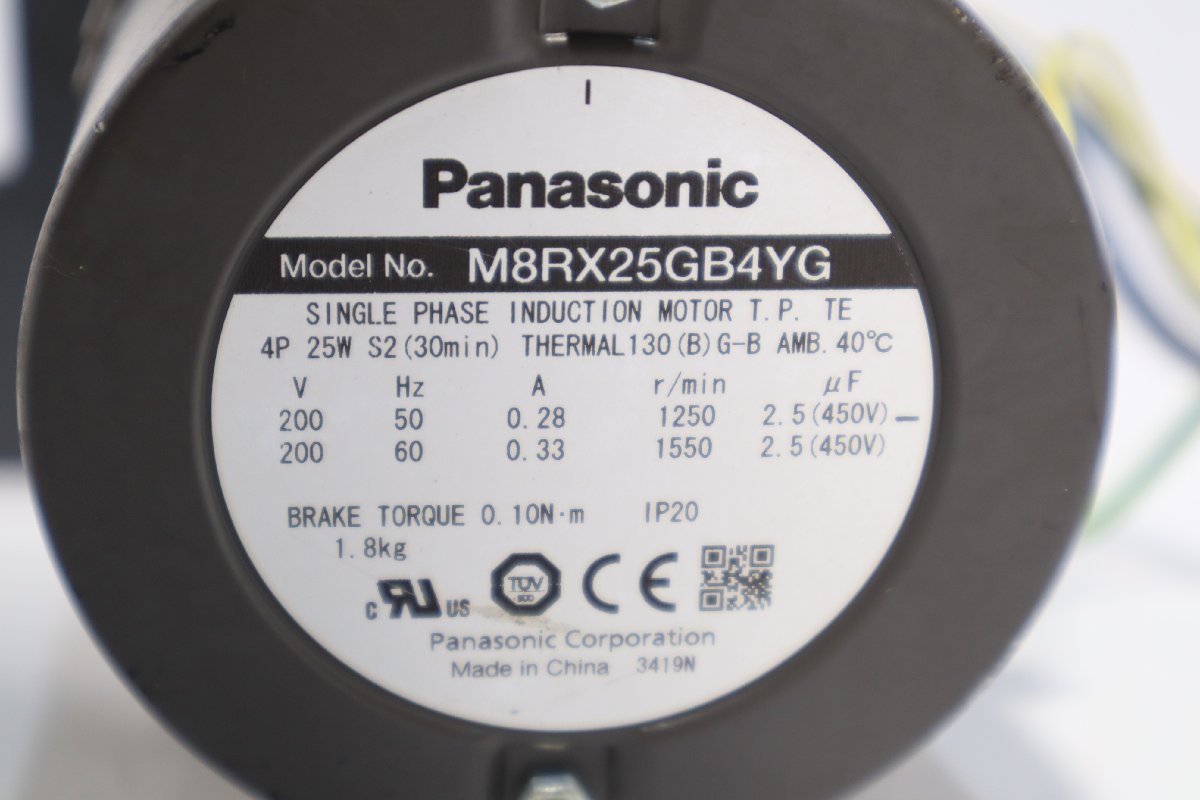 Panasonic
Model No. M8RX25GB4YG
SINGLE PHASE INDUCTION MOTOR T.P. TE
4P 25W S2(30min) THERMAL130(B)G-B AMB. 40℃
V Hz A r/min μF
200 50 0.28 1250 2.5(450V)
200 60 0.33 1550 2.5(450V)
BRAKE TORQUE 0.10N·m IP20
1.8kg
c RU US TÜV CE
Panasonic Corporation
Made in China 3419N